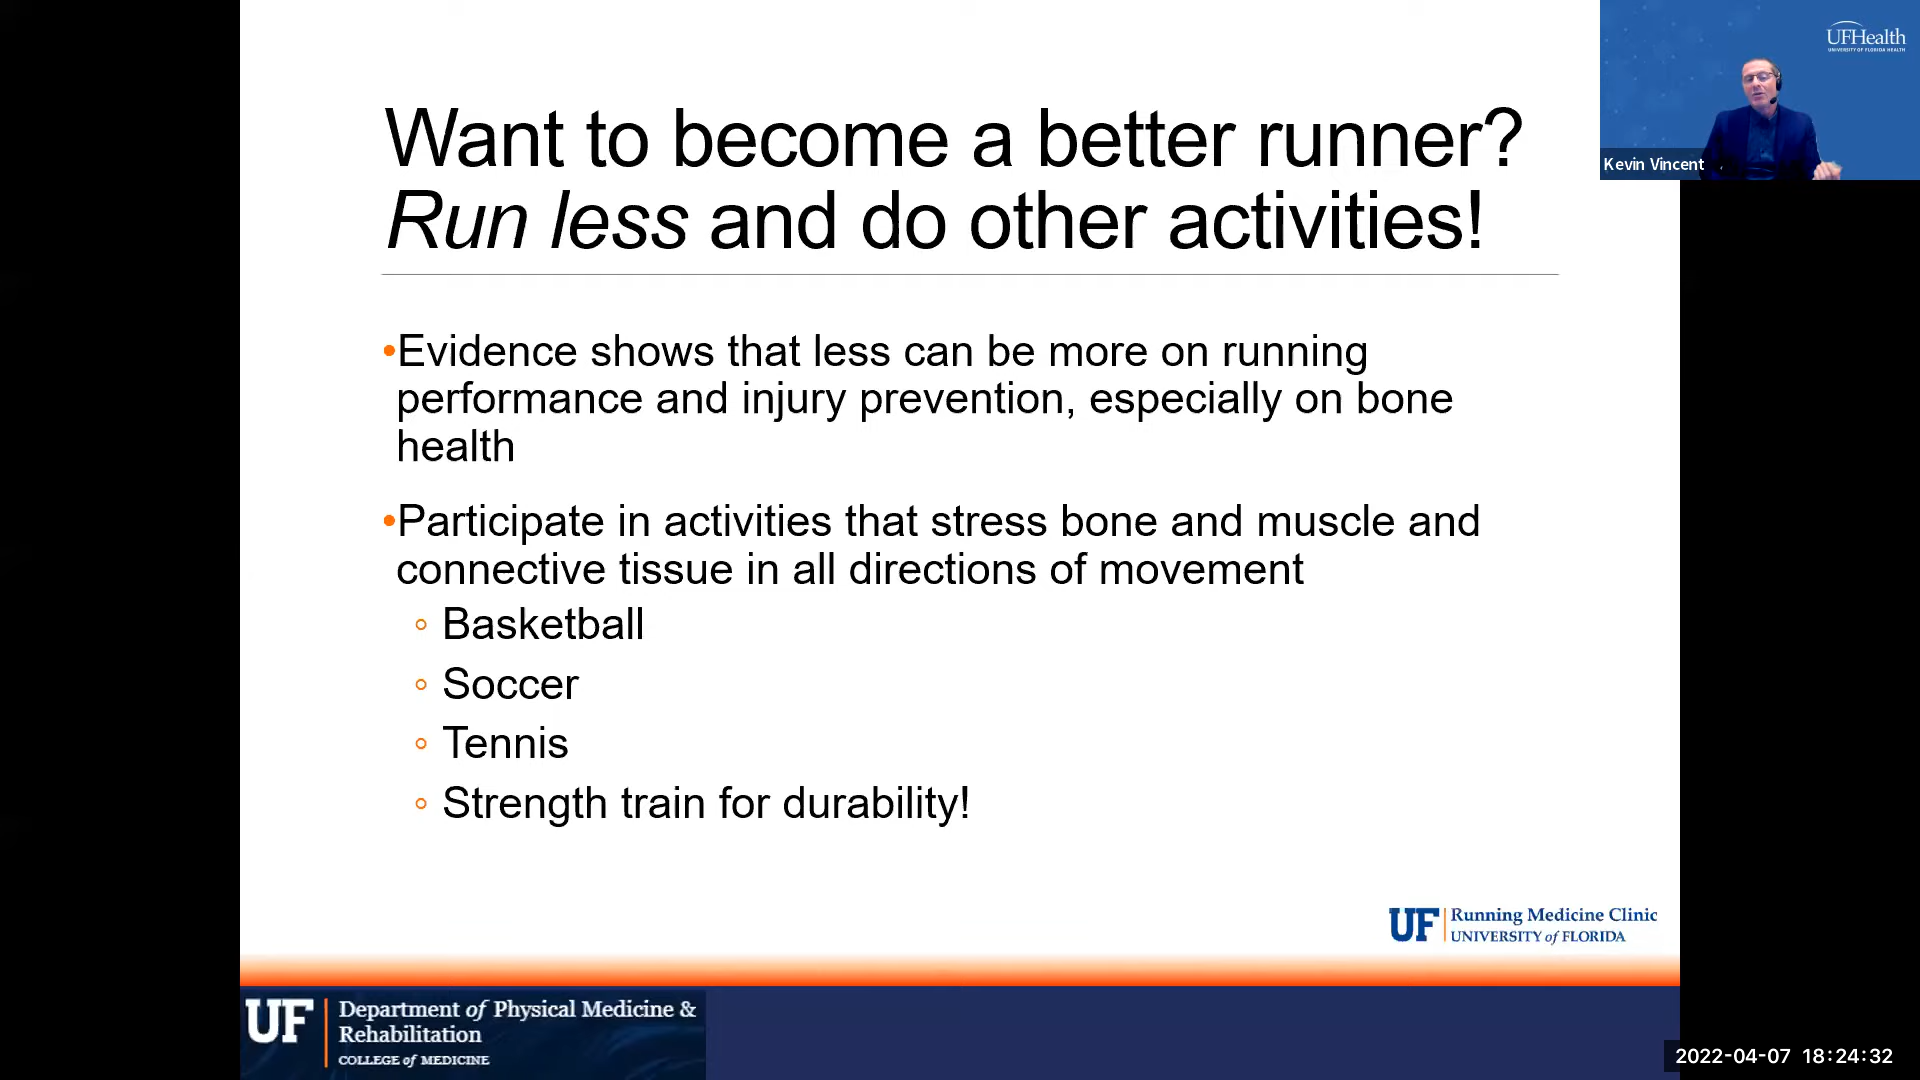 Want to become a better runner?
Run less and do other activities!
•Evidence shows that less can be more on running
performance and injury prevention, especially on bone
health
•Participate in activities that stress bone and muscle and
connective tissue in all directions of movement
◦ Basketball
◦ Soccer
◦ Tennis
◦ Strength train for durability!
UF Running Medicine Clinic
UNIVERSITY of FLORIDA
UF Department of Physical Medicine &
Rehabilitation
COLLEGE of MEDICINE
UFHealth
UNIVERSITY OF FLORIDA HEALTH
Kevin Vincent
2022-04-07 18:24:32